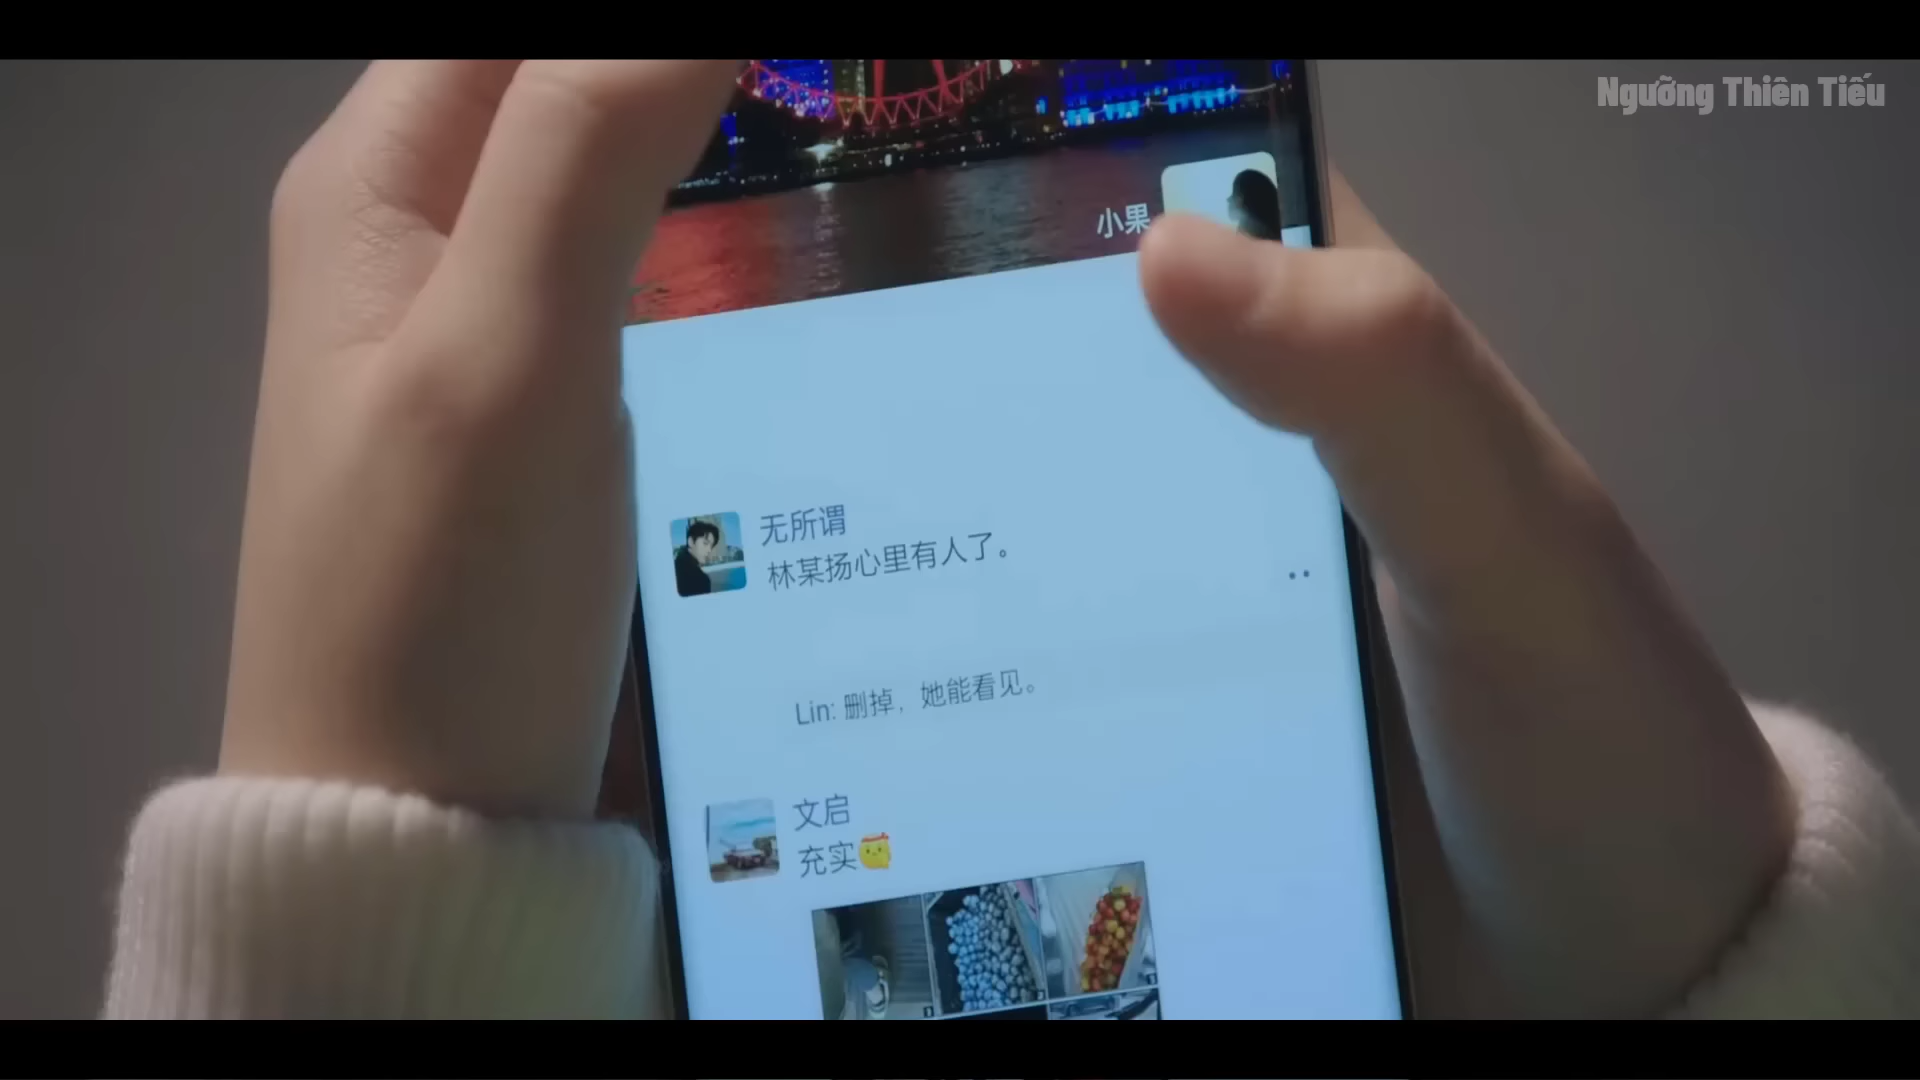 Ngưỡng Thiên Tiếu
小果
无所谓
林某扬心里有人了。
Lin: 删掉，她能看见。
文启
充实